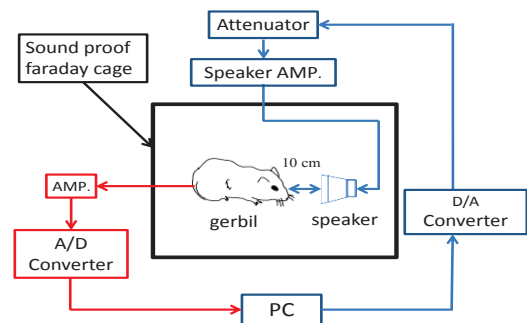 Attenuator
Sound proof
faraday cage
Speaker AMP.
10 cm
AMP.
gerbil
speaker
D/A
Converter
A/D
Converter
PC